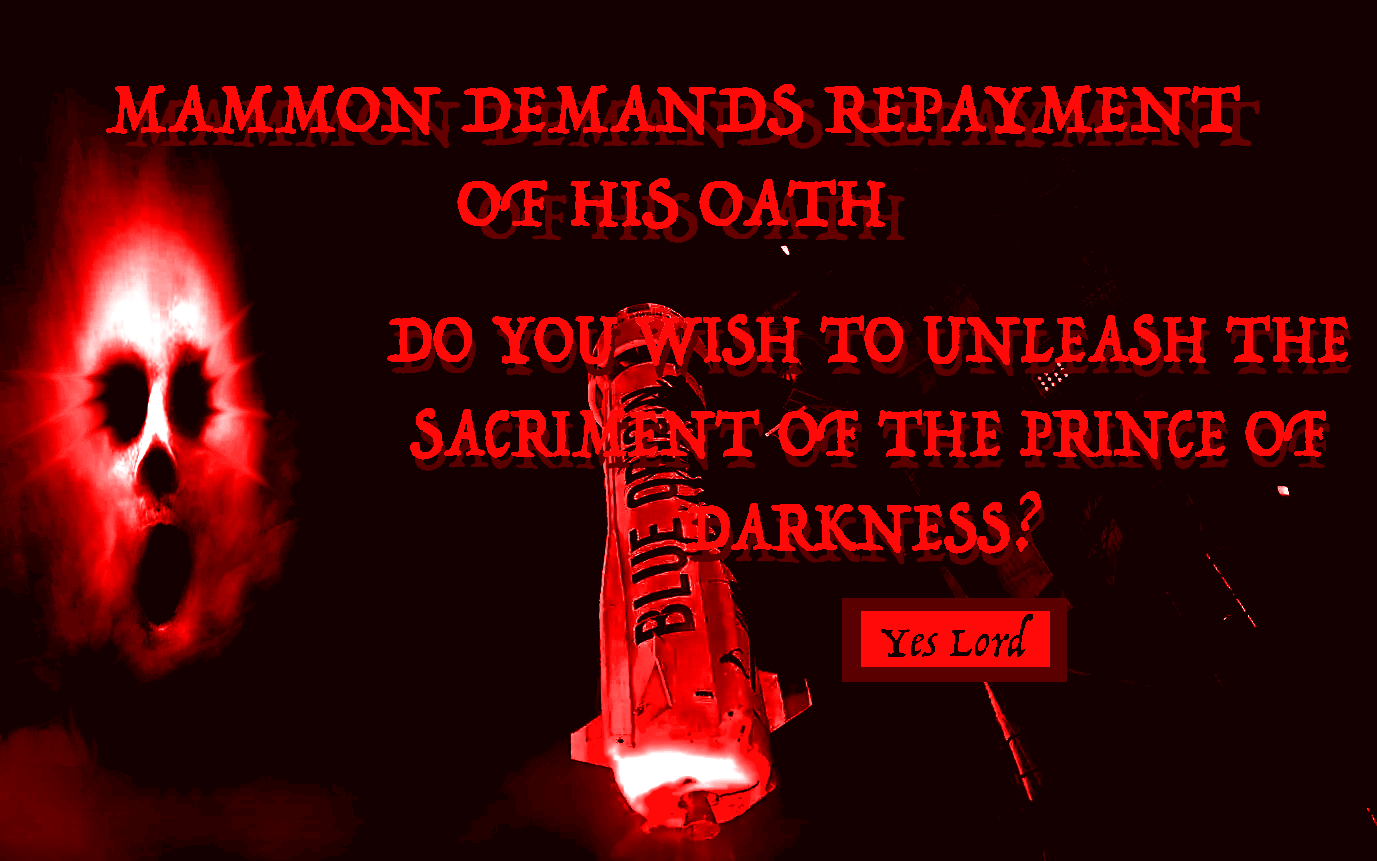 MAMMON DEMANDS REPAYMENT
OF HIS OATH
DO YOU WISH TO UNLEASH THE
SACRIMENT OF THE PRINCE OF
DARKNESS?
BLUE ORIGIN
Yes Lord